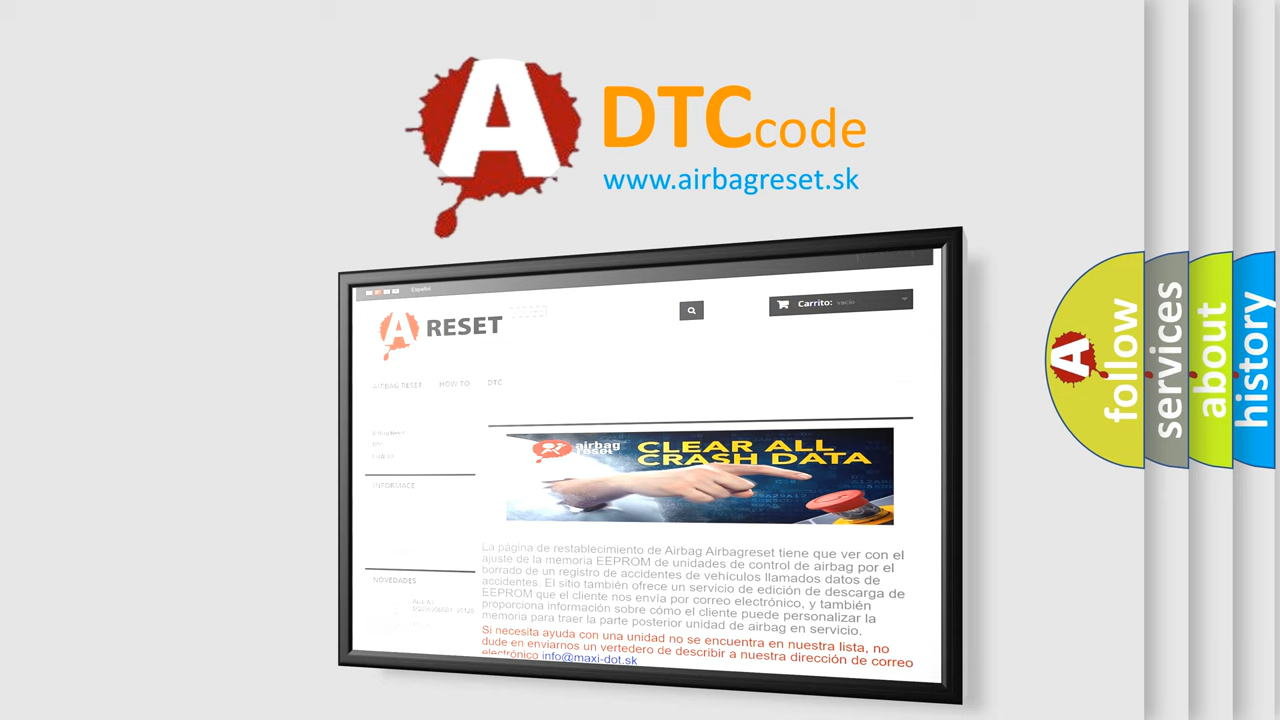 A
DTC code
www.airbagreset.sk
Español
A RESET
Carrito: vacío
AIRBAG RESET HOW TO DTC
airbag
reset
CLEAR ALL
CRASH DATA
INFORMACE
La página de restablecimiento de Airbag Airbagreset tiene que ver con el
ajuste de la memoria EEPROM de unidades de control de airbag por el
borrado de un registro de accidentes de vehículos llamados datos de
accidentes. El sitio también ofrece un servicio de edición de descarga de
EEPROM que el cliente nos envía por correo electrónico, y también
proporciona información sobre cómo el cliente puede personalizar la
memoria para traer la parte posterior unidad de airbag en servicio.
Si necesita ayuda con una unidad no se encuentra en nuestra lista, no
dude en enviarnos un vertedero de describir a nuestra dirección de correo
electrónico info@maxi-dot.sk
NOVEDADES
A
follow
services
about
history